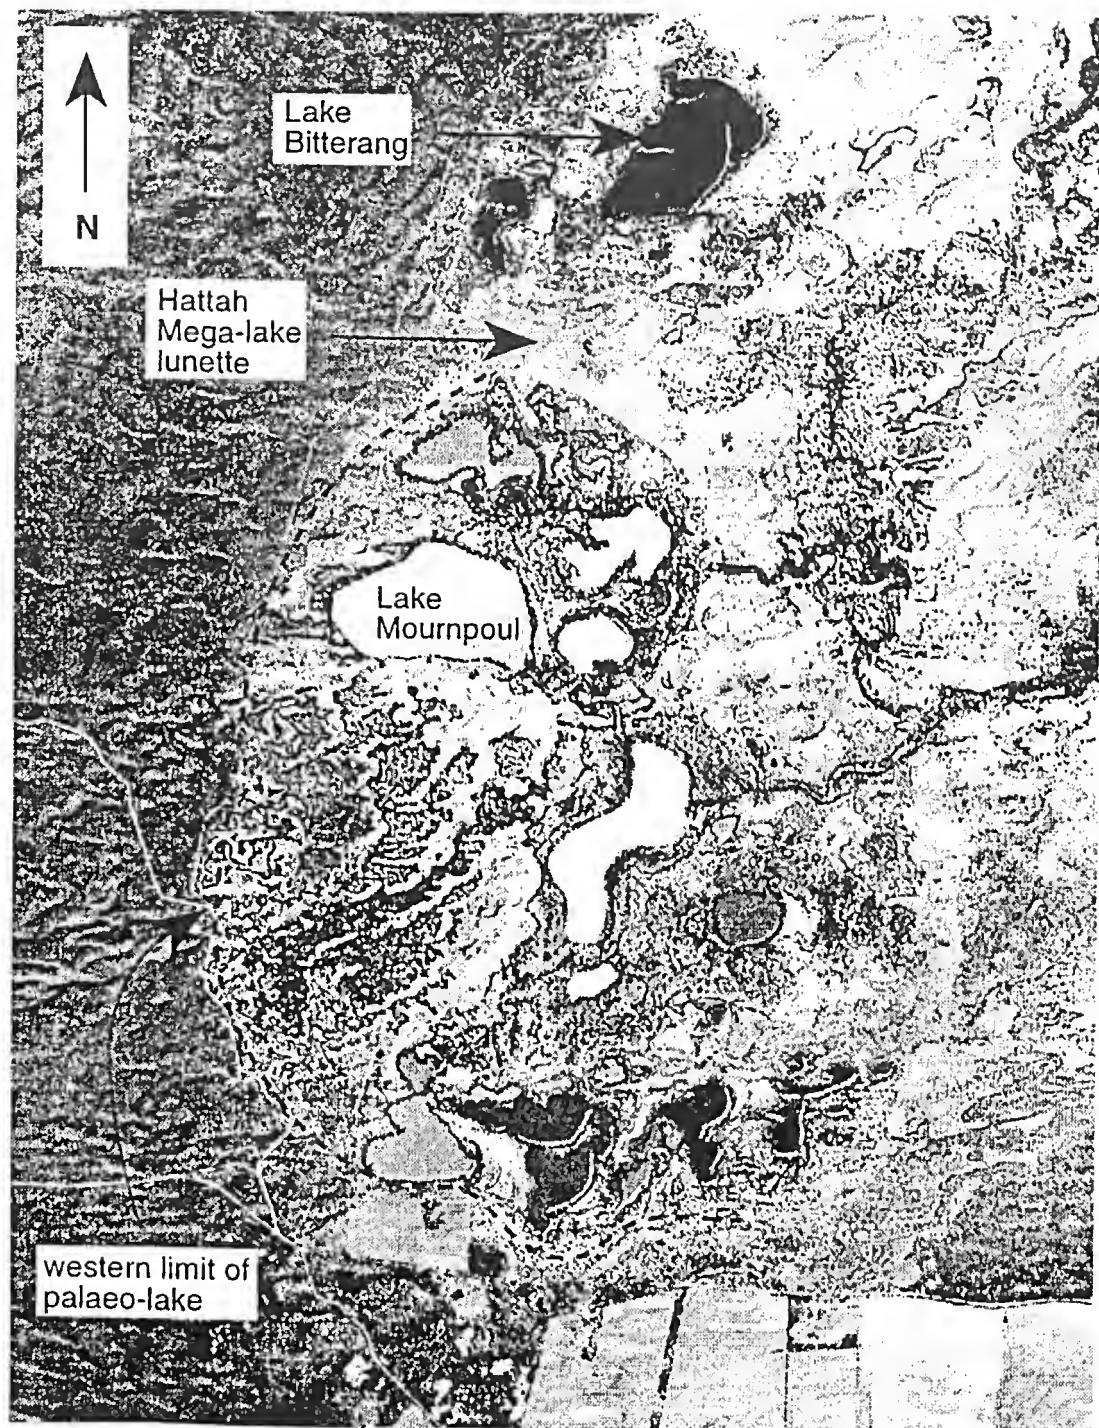 Lake
Bitterang
N
Hattah
Mega-lake
lunette
Lake
Mournpoul
western limit of
palaeo-lake